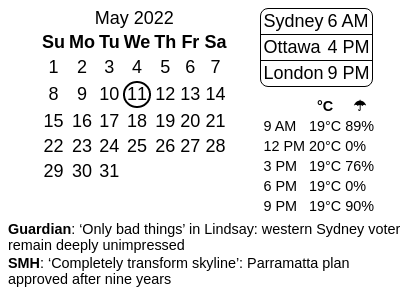 May 2022
Su Mo Tu We Th Fr Sa
1 2 3 4 5 6 7
8 9 10 11 12 13 14
15 16 17 18 19 20 21
22 23 24 25 26 27 28
29 30 31
Sydney 6 AM
Ottawa 4 PM
London 9 PM
°C ☂
9 AM 19°C 89%
12 PM 20°C 0%
3 PM 19°C 76%
6 PM 19°C 0%
9 PM 19°C 90%
Guardian: ‘Only bad things’ in Lindsay: western Sydney voters
remain deeply unimpressed
SMH: ‘Completely transform skyline’: Parramatta plan
approved after nine years